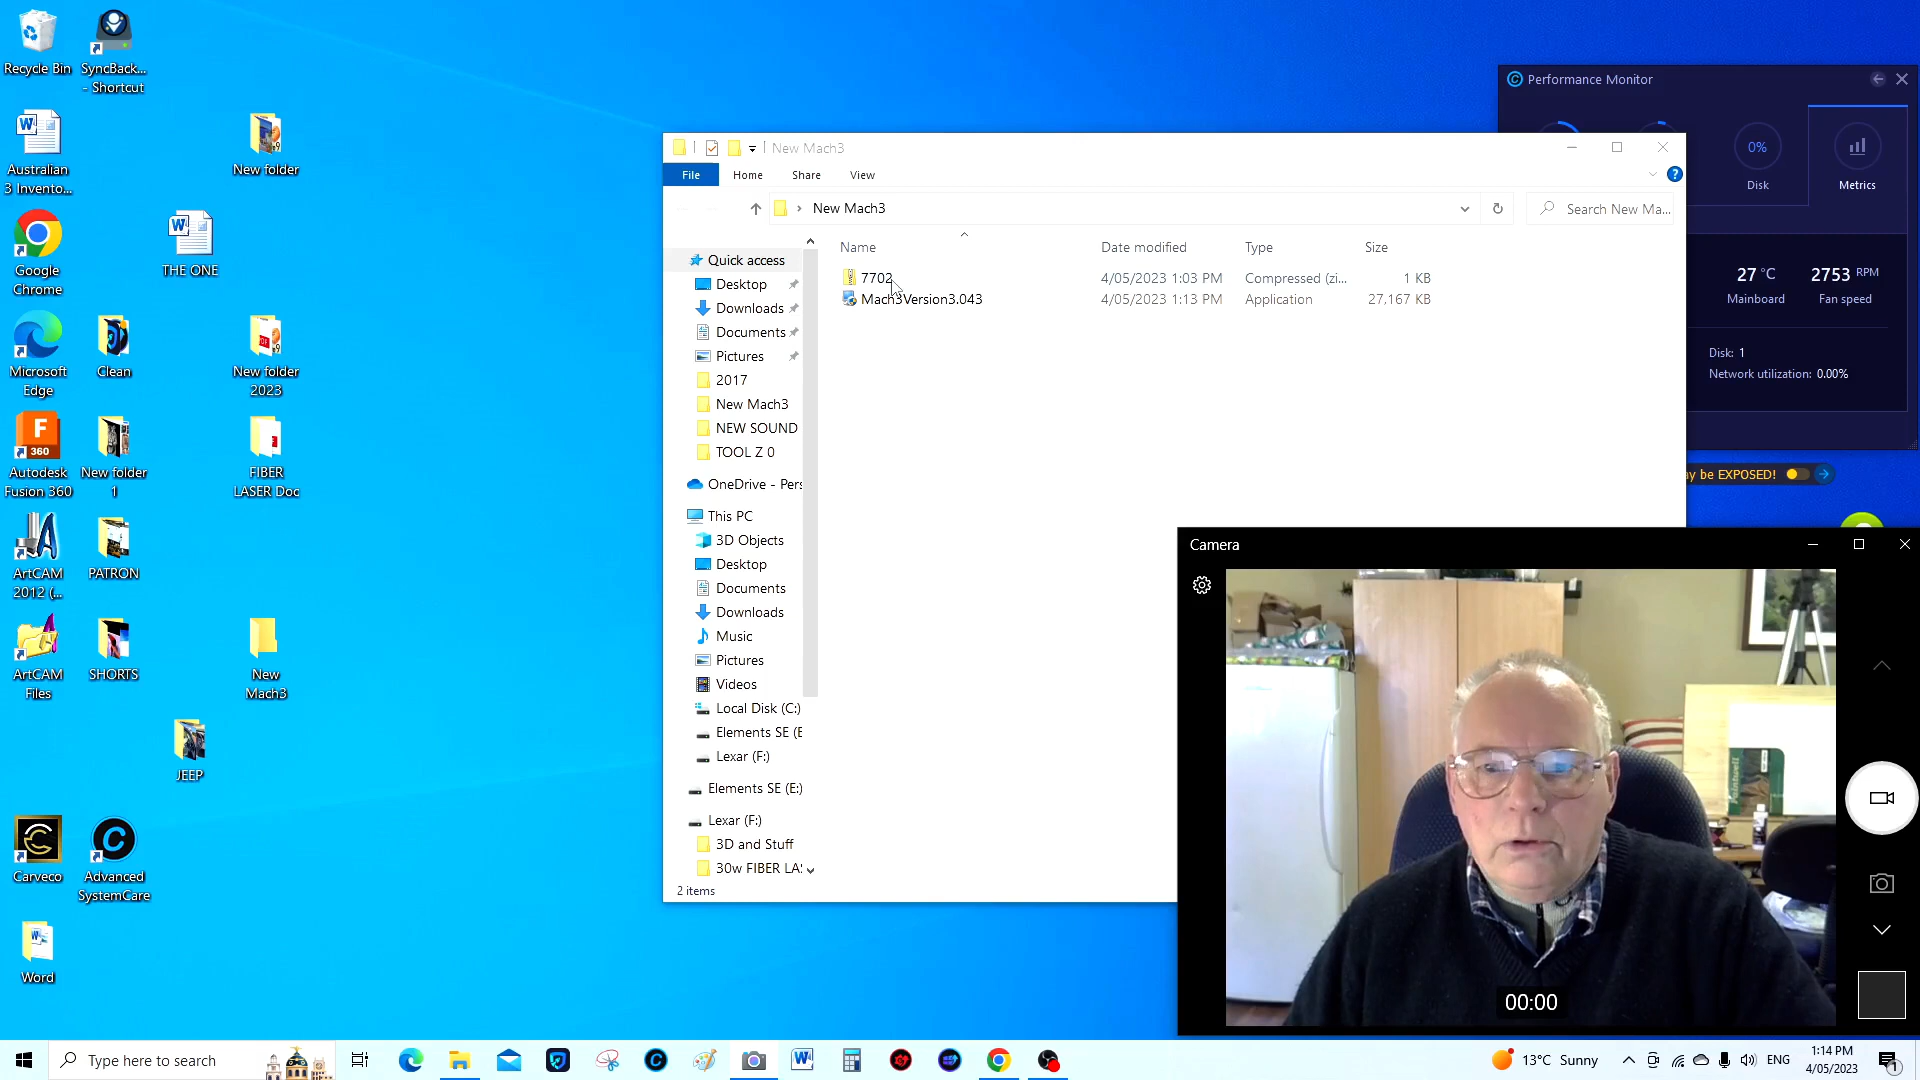 Recycle Bin
SyncBack...
- Shortcut
Australian
3 Invento...
New folder
Google
Chrome
THE ONE
Microsoft
Edge
Clean
New folder
2023
Autodesk
Fusion 360
F
360
New folder
1
FIBER
LASER Doc
ArtCAM
2012 (...
PATRON
ArtCAM
Files
SHORTS
New
Mach3
JEEP
Carveco
Advanced
SystemCare
Word
Performance Monitor
0%
Disk
Metrics
27 °C
Mainboard
2753 RPM
Fan speed
Disk: 1
Network utilization: 0.00%
ay be EXPOSED!
New Mach3
File
Home
Share
View
New Mach3
Search New Ma...
Name
Date modified
Type
Size
7702
4/05/2023 1:03 PM
Compressed (zi...
1 KB
Mach3Version3.043
4/05/2023 1:13 PM
Application
27,167 KB
Quick access
Desktop
Downloads
Documents
Pictures
2017
New Mach3
NEW SOUND
TOOL Z 0
OneDrive - Pers
This PC
3D Objects
Desktop
Documents
Downloads
Music
Pictures
Videos
Local Disk (C:)
Elements SE (E
Lexar (F:)
Elements SE (E:)
Lexar (F:)
3D and Stuff
30w FIBER LAS
2 items
Camera
00:00
Type here to search
13°C Sunny
ENG
1:14 PM
4/05/2023
1